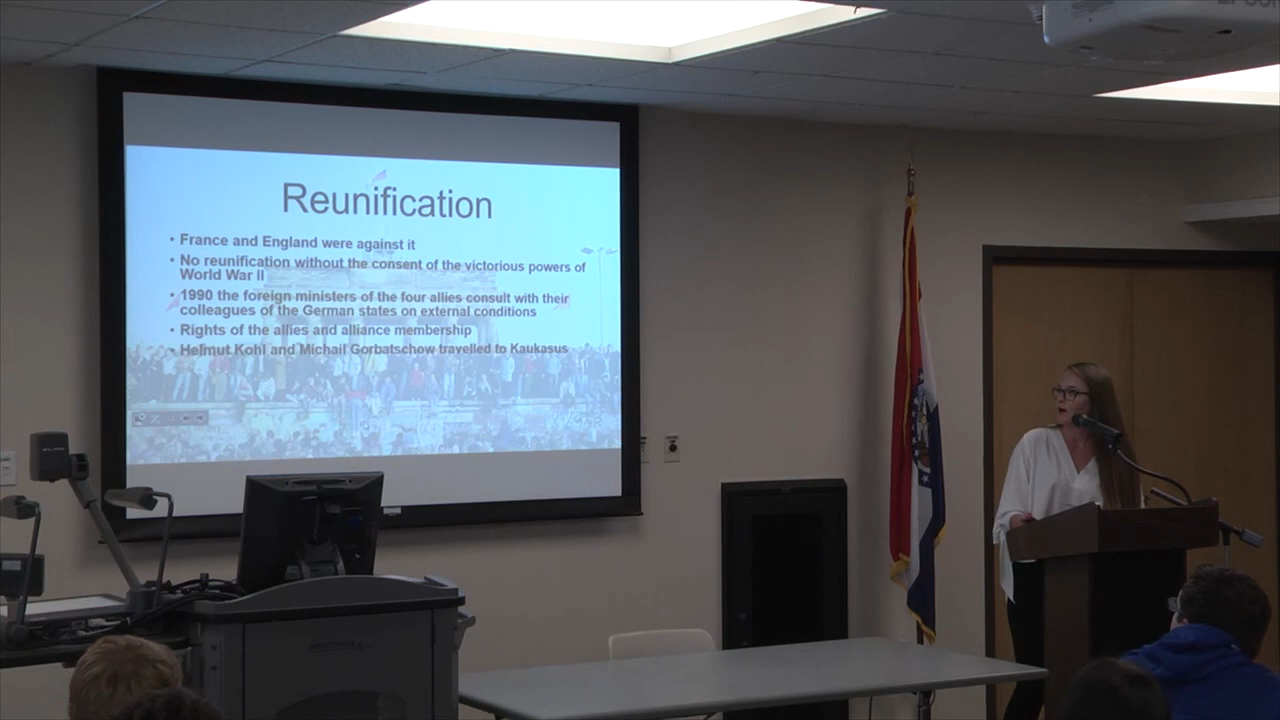 Reunification
• France and England were against it
• No reunification without the consent of the victorious powers of
World War II
• 1990 the foreign ministers of the four allies consult with their
colleagues of the German states on external conditions
• Rights of the allies and alliance membership
• Helmut Kohl and Michail Gorbatschow travelled to Kaukasus